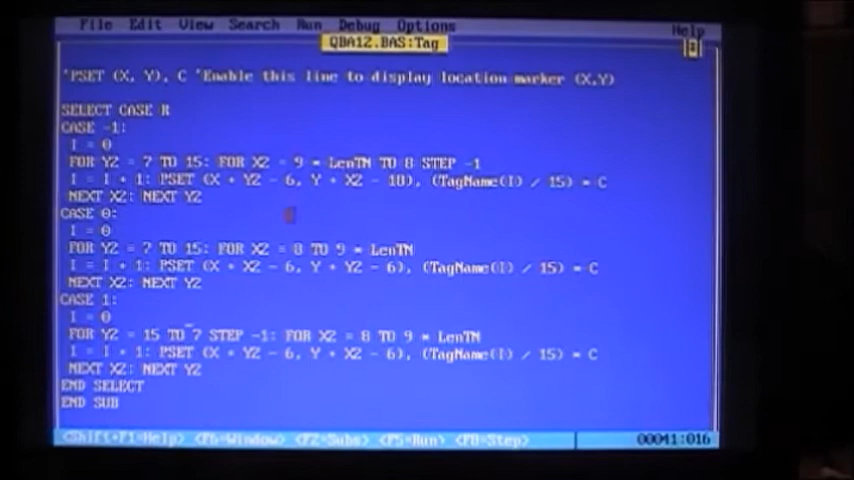 File Edit View Search Run Debug Options Help
QBA12.BAS:Tag
'PSET (X, Y), C 'Enable this line to display location marker (X,Y)
SELECT CASE R
CASE -1:
I = 0
FOR Y2 = 7 TO 15: FOR X2 = 9 * LenTN TO 8 STEP -1
I = I + 1: PSET (X + Y2 - 6, Y + X2 - 10), (TagName(I) / 15) * C
NEXT X2: NEXT Y2
CASE 0:
I = 0
FOR Y2 = 7 TO 15: FOR X2 = 8 TO 9 * LenTN
I = I + 1: PSET (X + X2 - 6, Y + Y2 - 6), (TagName(I) / 15) * C
NEXT X2: NEXT Y2
CASE 1:
I = 0
FOR Y2 = 15 TO 7 STEP -1: FOR X2 = 8 TO 9 * LenTN
I = I + 1: PSET (X + Y2 - 6, Y + X2 - 6), (TagName(I) / 15) * C
NEXT X2: NEXT Y2
END SELECT
END SUB
<Shift+F1=Help> <F6=Window> <F2=Subs> <F5=Run> <F8=Step> 00041:016